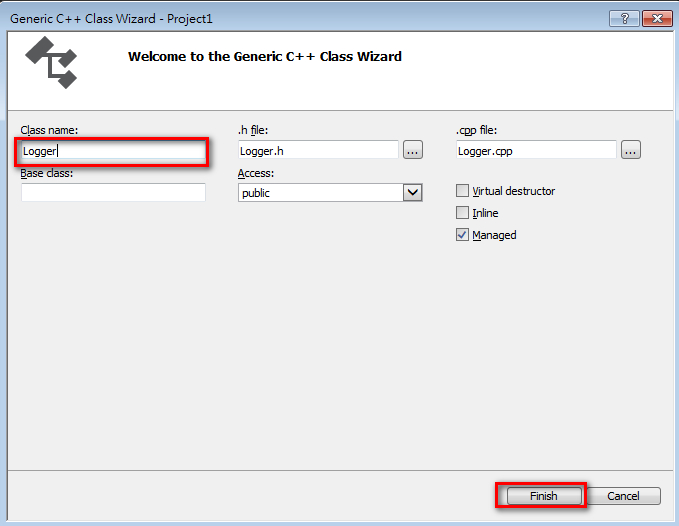 Generic C++ Class Wizard - Project1
Welcome to the Generic C++ Class Wizard
Class name:
.h file:
.cpp file:
Logger
Logger.h
...
Logger.cpp
...
Base class:
Access:
public
Virtual destructor
Inline
Managed
Finish
Cancel